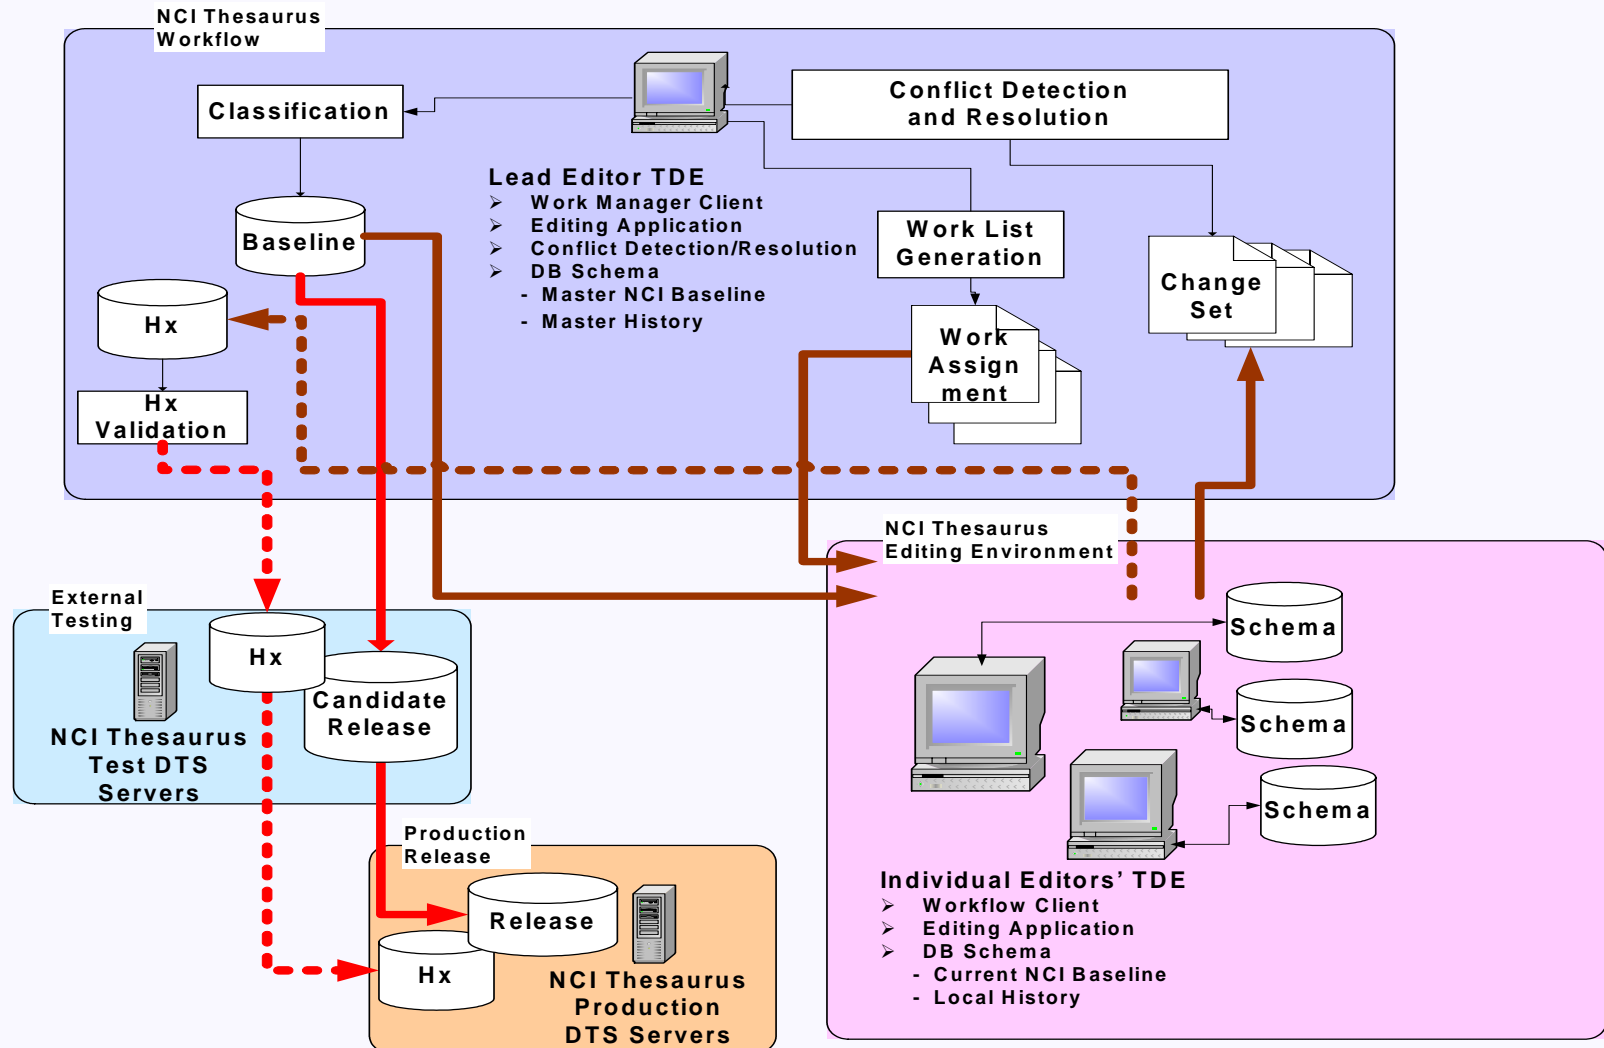 NCI Thesaurus
Workflow
Classification
Conflict Detection
and Resolution
Lead Editor TDE
➢ Work Manager Client
➢ Editing Application
➢ Conflict Detection/Resolution
➢ DB Schema
- Master NCI Baseline
- Master History
Baseline
Work List
Generation
Change
Set
Hx
Work
Assign
ment
Hx
Validation
NCI Thesaurus
Editing Environment
External
Testing
Hx
Candidate
Release
NCI Thesaurus
Test DTS
Servers
Schema
Schema
Schema
Production
Release
Release
Hx
NCI Thesaurus
Production
DTS Servers
Individual Editors’ TDE
➢ Workflow Client
➢ Editing Application
➢ DB Schema
- Current NCI Baseline
- Local History